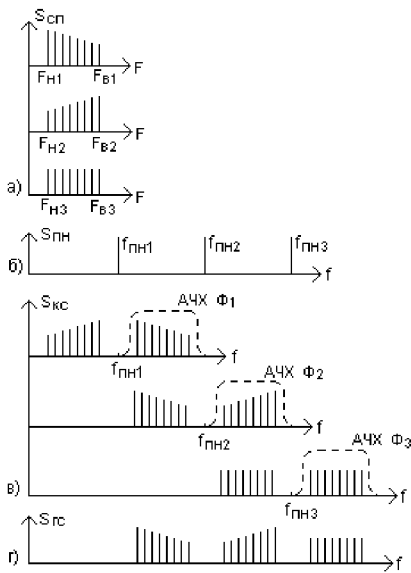 SСП
Fн1 Fв1 F
Fн2 Fв2 F
а)
Fн3 Fв3 F
SПН fПН1 fПН2 fПН3
б) f
SКС АЧХ Ф1
fПН1 f
АЧХ Ф2
fПН2 f
АЧХ Ф3
в) fПН3 f
SГС
г) f